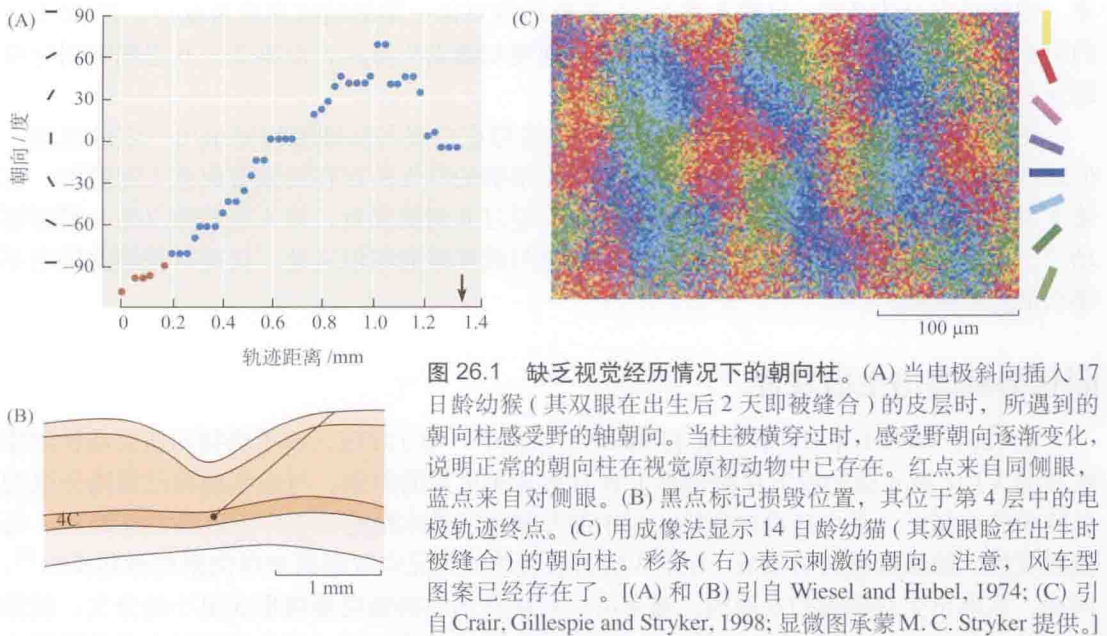 (A)
90
60
30
0
−30
−60
−90
朝向 / 度
0 0.2 0.4 0.6 0.8 1.0 1.2 1.4
轨迹距离 /mm
(C)
100 μm
(B)
4C
1 mm
图 26.1 缺乏视觉经历情况下的朝向柱。(A) 当电极斜向插入 17
日龄幼猴 ( 其双眼在出生后 2 天即被缝合 ) 的皮层时，所遇到的
朝向柱感受野的轴朝向。当柱被横穿过时，感受野朝向逐渐变化，
说明正常的朝向柱在视觉原初动物中已存在。红点来自同侧眼，
蓝点来自对侧眼。(B) 黑点标记损毁位置，其位于第 4 层中的电
极轨迹终点。(C) 用成像法显示 14 日龄幼猫 ( 其双眼睑在出生时
被缝合 ) 的朝向柱。彩条 ( 右 ) 表示刺激的朝向。注意，风车型
图案已经存在了。[(A) 和 (B) 引自 Wiesel and Hubel, 1974; (C) 引
自 Crair, Gillespie and Stryker, 1998; 显微图承蒙 M. C. Stryker 提供。]